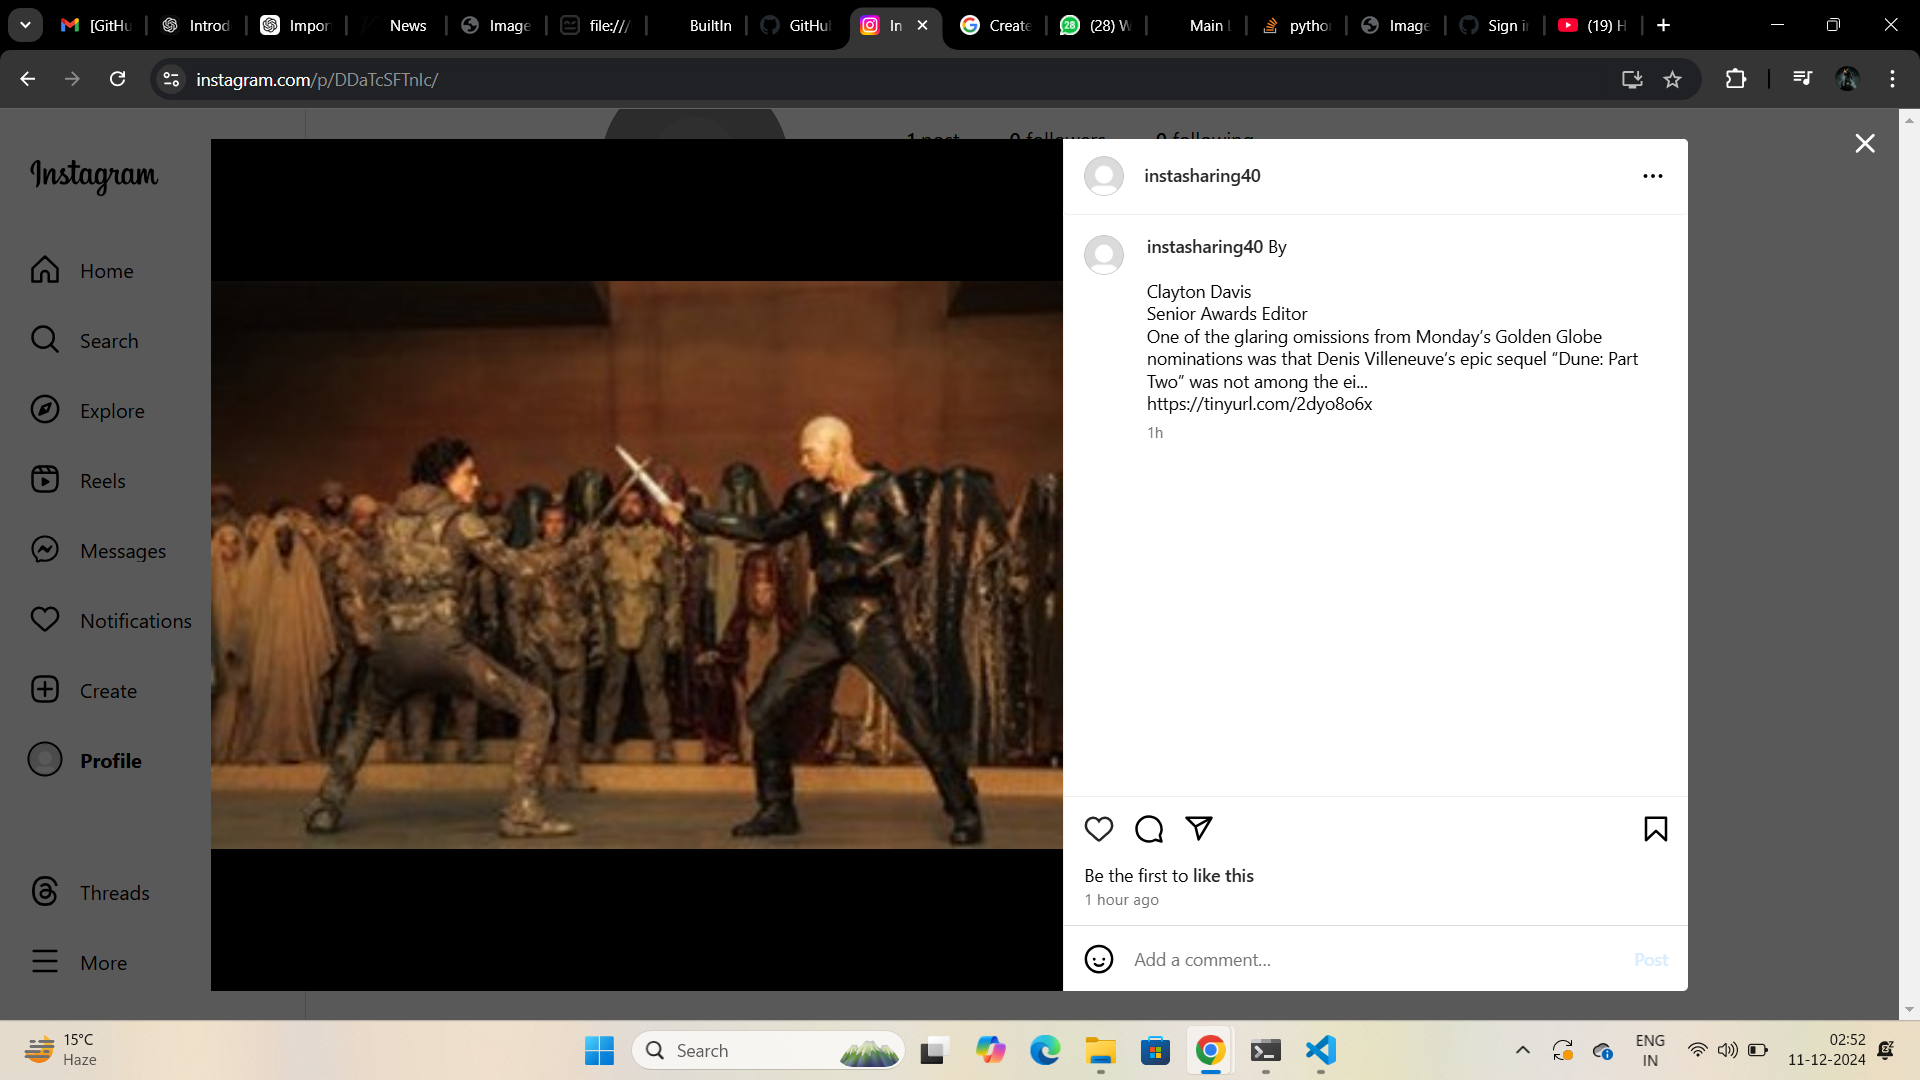 [GitHu
Introd
Impor
News
Image
file:///
BuiltIn
GitHu
In
Create
(28) W
Main L
pytho
Image
Sign i
(19) H
instagram.com/p/DDaTcSFTnlc/
1 post 0 followers 0 following
Instagram
Home
Search
Explore
Reels
Messages
Notifications
Create
Profile
Threads
More
instasharing40
instasharing40 By
Clayton Davis
Senior Awards Editor
One of the glaring omissions from Monday’s Golden Globe
nominations was that Denis Villeneuve’s epic sequel “Dune: Part
Two” was not among the ei...
https://tinyurl.com/2dyo8o6x
1h
Be the first to like this
1 hour ago
Add a comment...
Post
15°C
Haze
Search
ENG
IN
02:52
11-12-2024